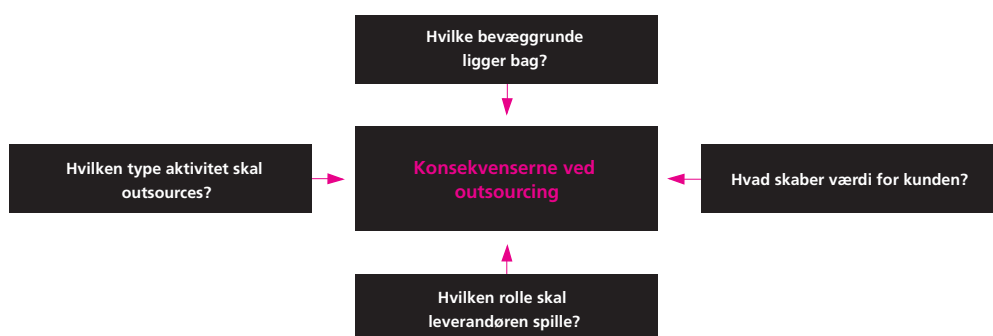 Hvilke bevæggrunde
ligger bag?
Hvilken type aktivitet skal
outsources?
Konsekvenserne ved
outsourcing
Hvad skaber værdi for kunden?
Hvilken rolle skal
leverandøren spille?